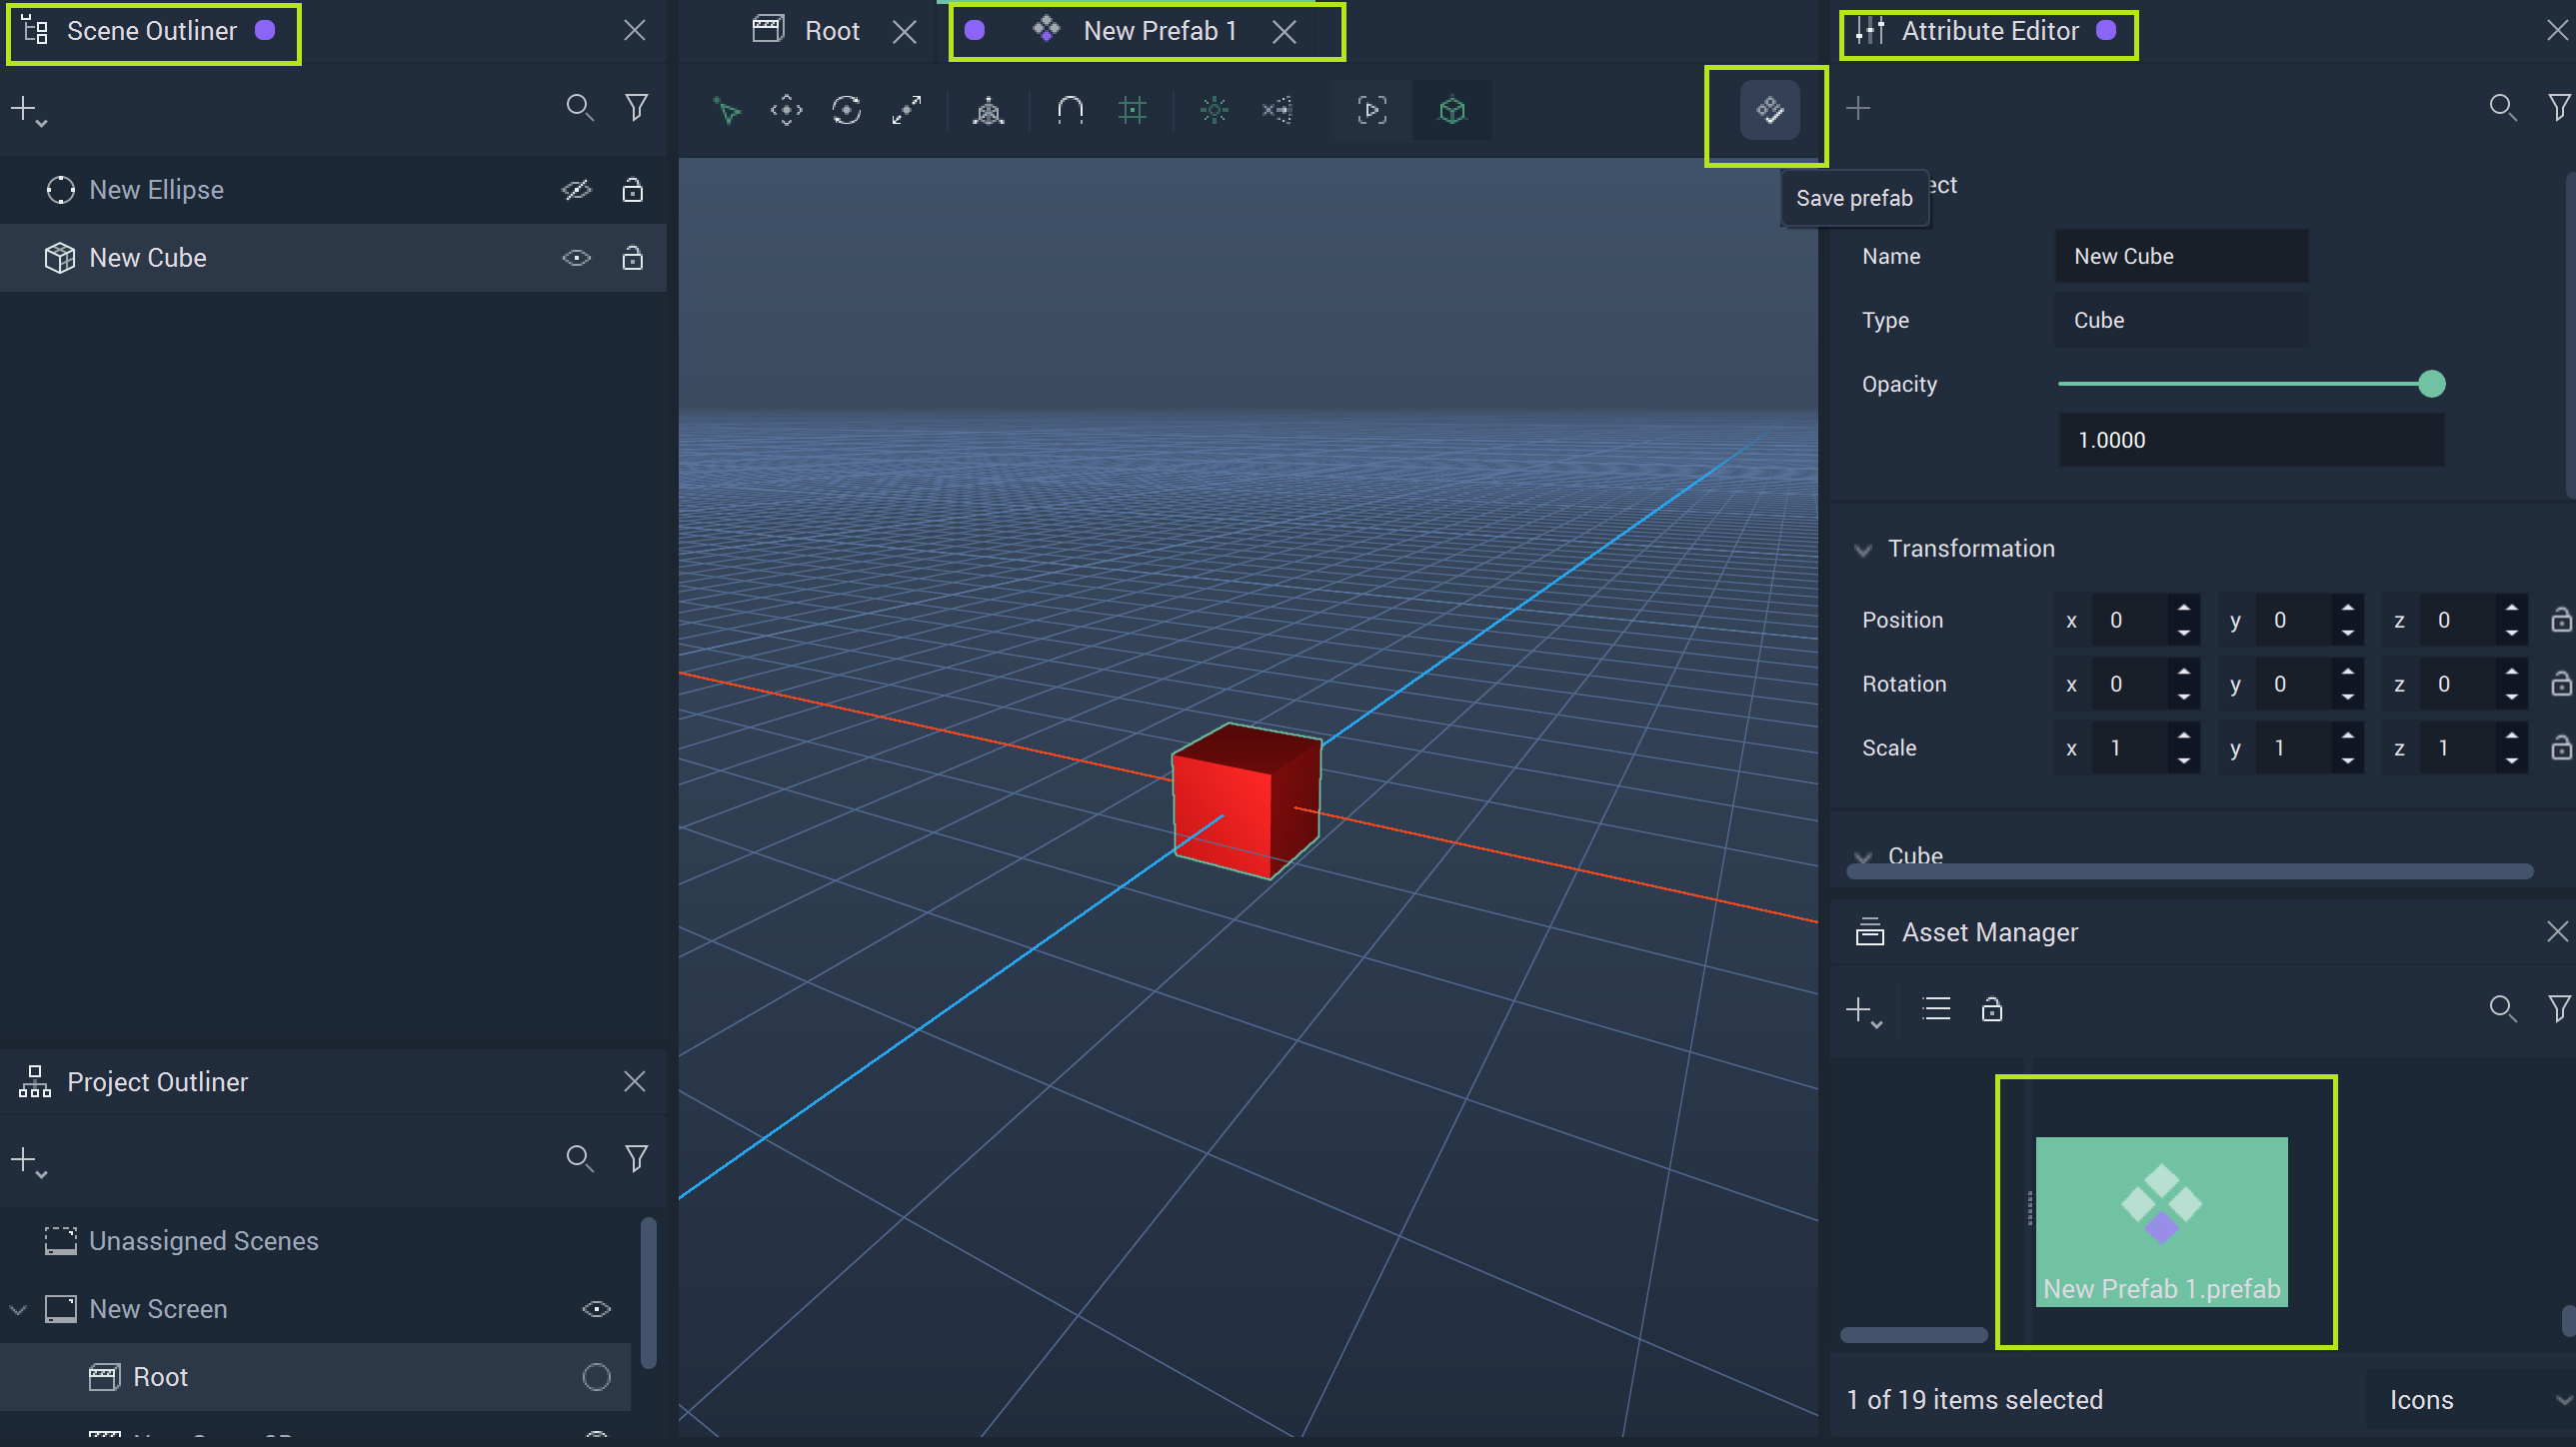 Scene Outliner
New Ellipse
New Cube
Project Outliner
Unassigned Scenes
New Screen
Root
Root
New Prefab 1
Save prefab
Attribute Editor
ect
Name New Cube
Type Cube
Opacity
1.0000
Transformation
Position x 0 y 0 z 0
Rotation x 0 y 0 z 0
Scale x 1 y 1 z 1
Cube
Asset Manager
New Prefab 1.prefab
1 of 19 items selected
Icons